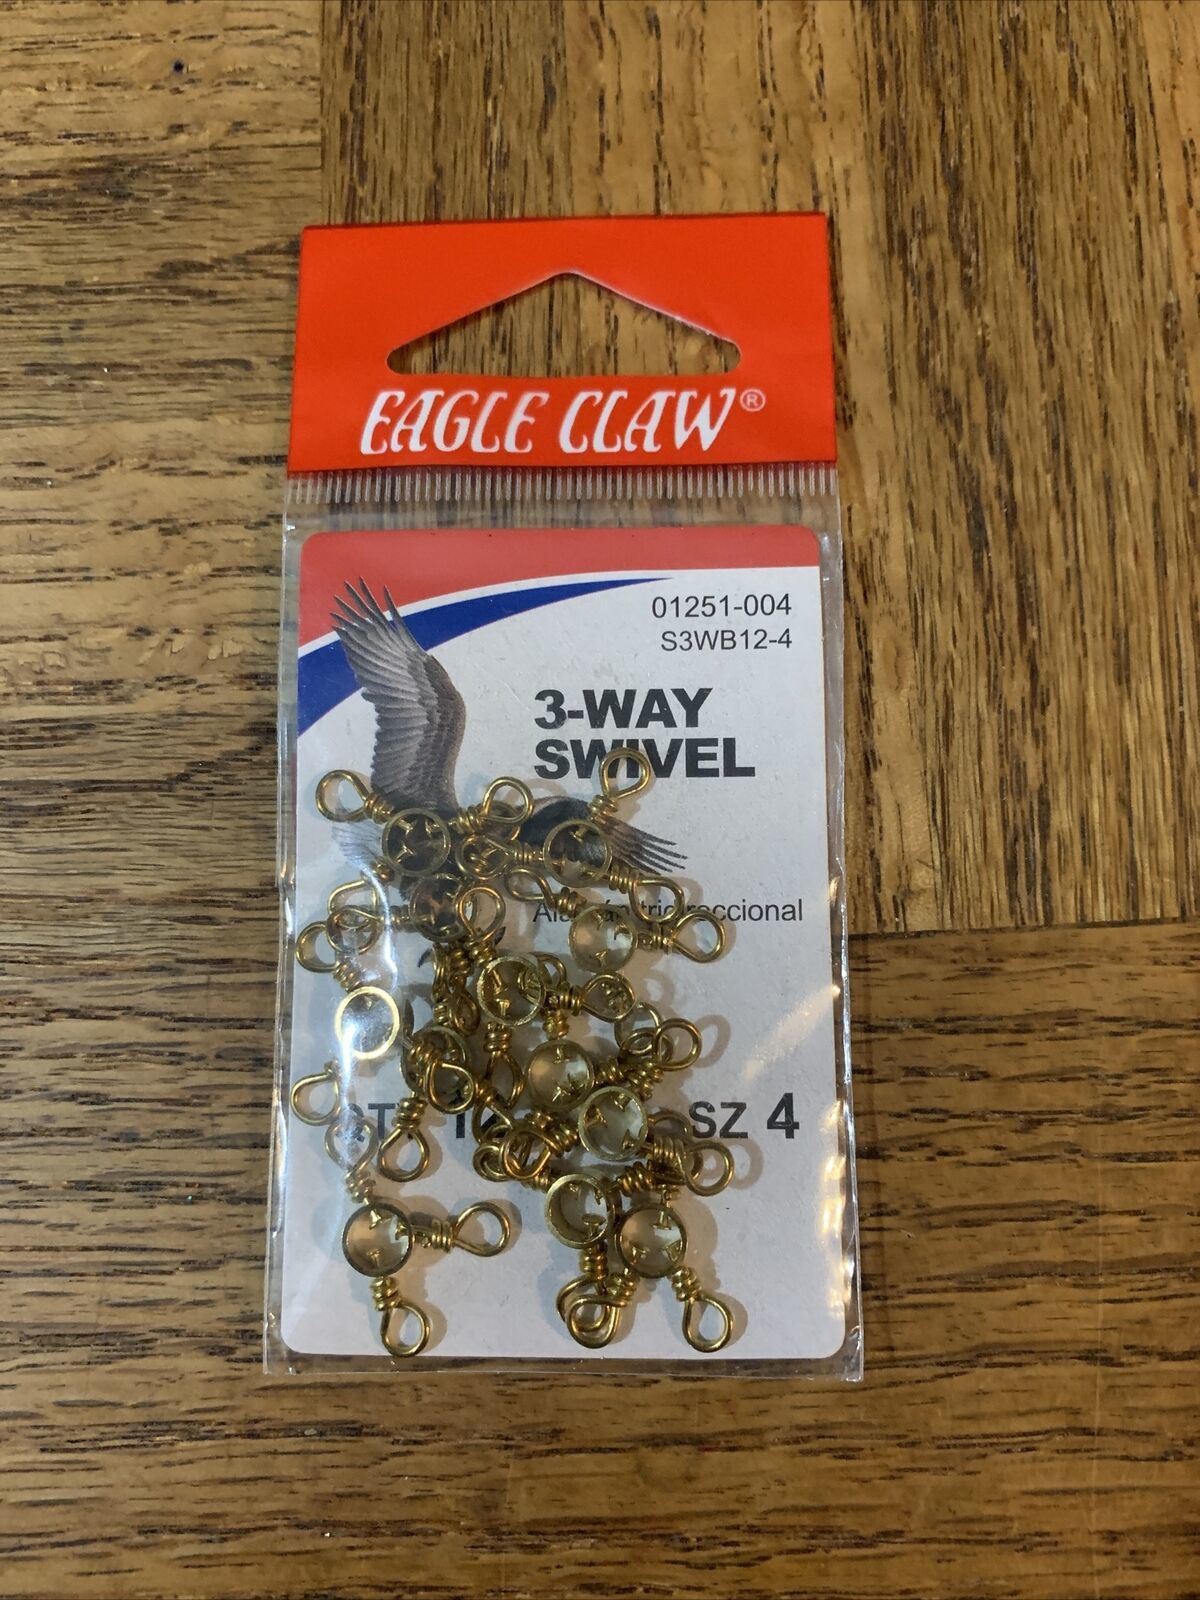 EAGLE CLAW®
01251-004
S3WB12-4
3-WAY
SWIVEL
SZ 4